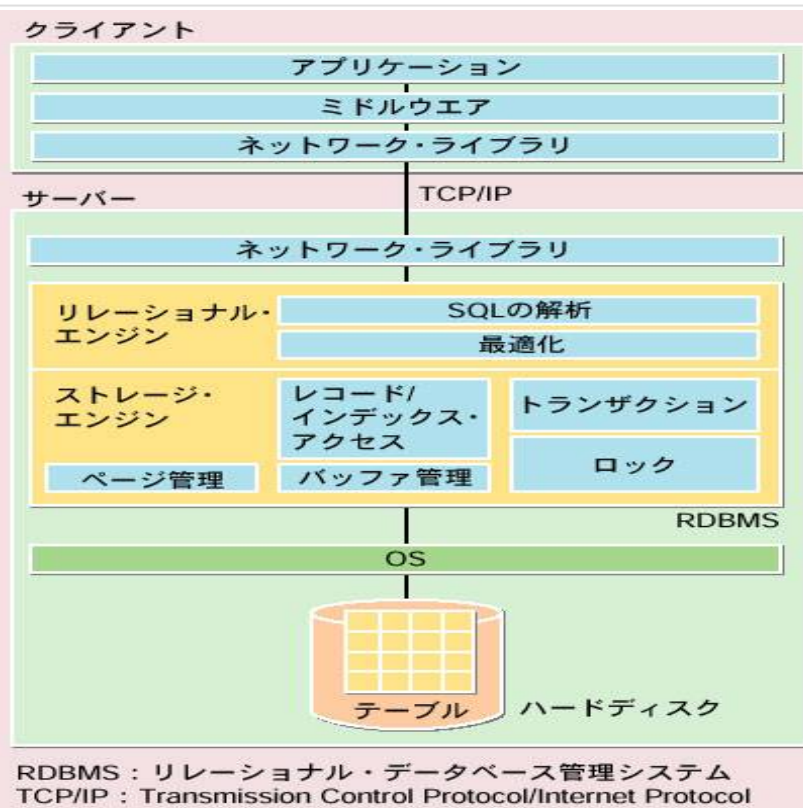 クライアント
アプリケーション
ミドルウエア
ネットワーク・ライブラリ
TCP/IP
サーバー
ネットワーク・ライブラリ
リレーショナル・
エンジン
SQLの解析
最適化
ストレージ・
エンジン
レコード/
インデックス・
アクセス
トランザクション
ページ管理
バッファ管理
ロック
RDBMS
OS
テーブル
ハードディスク
RDBMS：リレーショナル・データベース管理システム
TCP/IP：Transmission Control Protocol/Internet Protocol